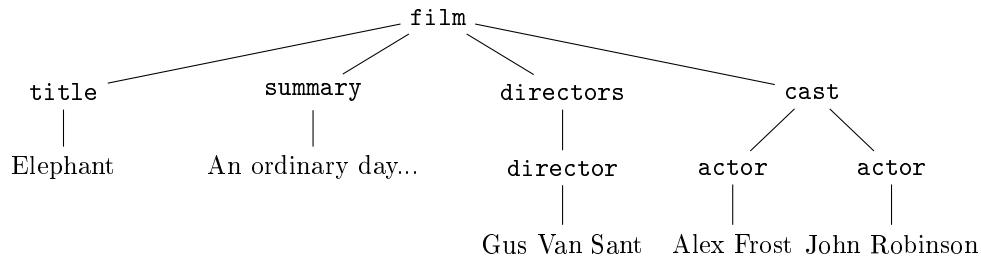 film
title summary directors cast
Elephant An ordinary day... director actor actor
Gus Van Sant Alex Frost John Robinson